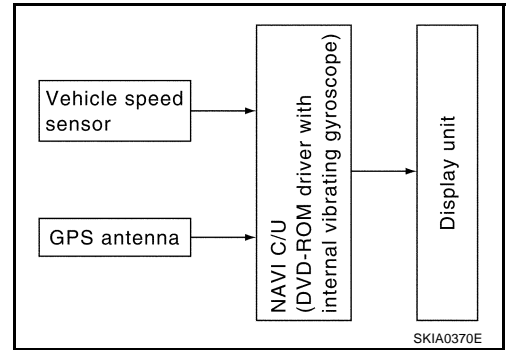 Vehicle speed
sensor
GPS antenna
NAVI C/U
(DVD-ROM driver with
internal vibrating gyroscope)
Display unit
SKIA0370E